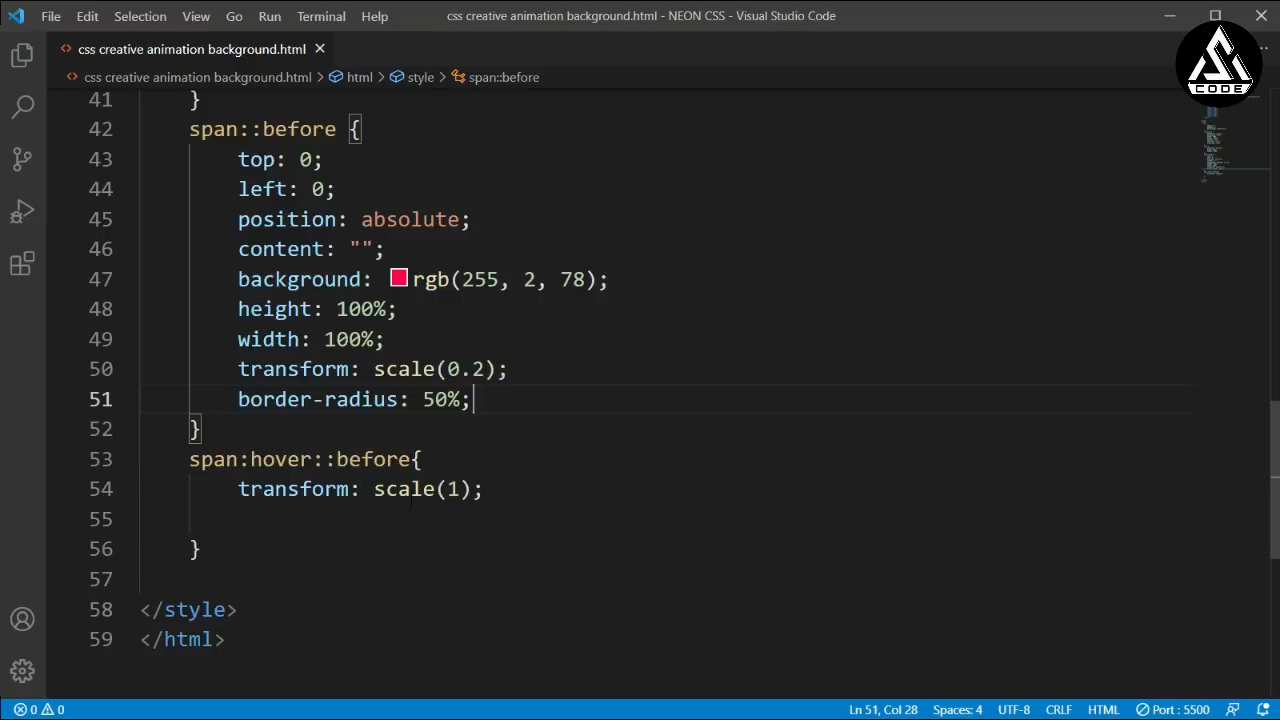 File Edit Selection View Go Run Terminal Help css creative animation background.html - NEON CSS - Visual Studio Code
css creative animation background.html
css creative animation background.html > html > style > span::before
CODE
41 }
42 span::before {
43 top: 0;
44 left: 0;
45 position: absolute;
46 content: "";
47 background: rgb(255, 2, 78);
48 height: 100%;
49 width: 100%;
50 transform: scale(0.2);
51 border-radius: 50%;
52 }
53 span:hover::before{
54 transform: scale(1);
55
56 }
57
58 </style>
59 </html>
0 0 Ln 51, Col 28 Spaces: 4 UTF-8 CRLF HTML Port : 5500